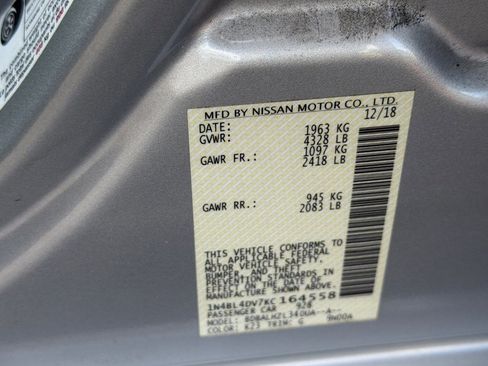 MFD BY NISSAN MOTOR CO., LTD.
12/18
DATE: 1963 KG
GVWR: 4328 LB
1097 KG
GAWR FR.: 2418 LB
945 KG
GAWR RR.: 2083 LB
THIS VEHICLE CONFORMS TO
ALL APPLICABLE FEDERAL
MOTOR VEHICLE SAFETY,
BUMPER, AND THEFT
PREVENTION STANDARDS IN
EFFECT ON THE DATE OF
MANUFACTURE SHOWN ABOVE.
1N4BL4DV7KC164558
PASSENGER CAR 928
MODEL:
COLOR: K23 TRIM: G